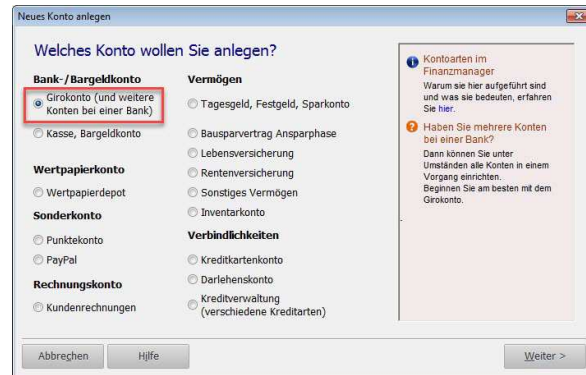 Neues Konto anlegen
Welches Konto wollen Sie anlegen?
Bank-/Bargeldkonto
Girokonto (und weitere
Konten bei einer Bank)
Kasse, Bargeldkonto
Wertpapierkonto
Wertpapierdepot
Sonderkonto
Punktekonto
PayPal
Rechnungskonto
Kundenrechnungen
Vermögen
Tagesgeld, Festgeld, Sparkonto
Bausparvertrag Ansparphase
Lebensversicherung
Rentenversicherung
Sonstiges Vermögen
Inventarkonto
Verbindlichkeiten
Kreditkartenkonto
Darlehenskonto
Kreditverwaltung
(verschiedene Kreditarten)
Kontoarten im
Finanzmanager
Warum sie hier aufgeführt sind
und was sie bedeuten, erfahren
Sie hier.
Haben Sie mehrere Konten
bei einer Bank?
Dann können Sie unter
Umständen alle Konten in einem
Vorgang einrichten.
Beginnen Sie am besten mit dem
Girokonto.
Abbrechen
Hilfe
Weiter >